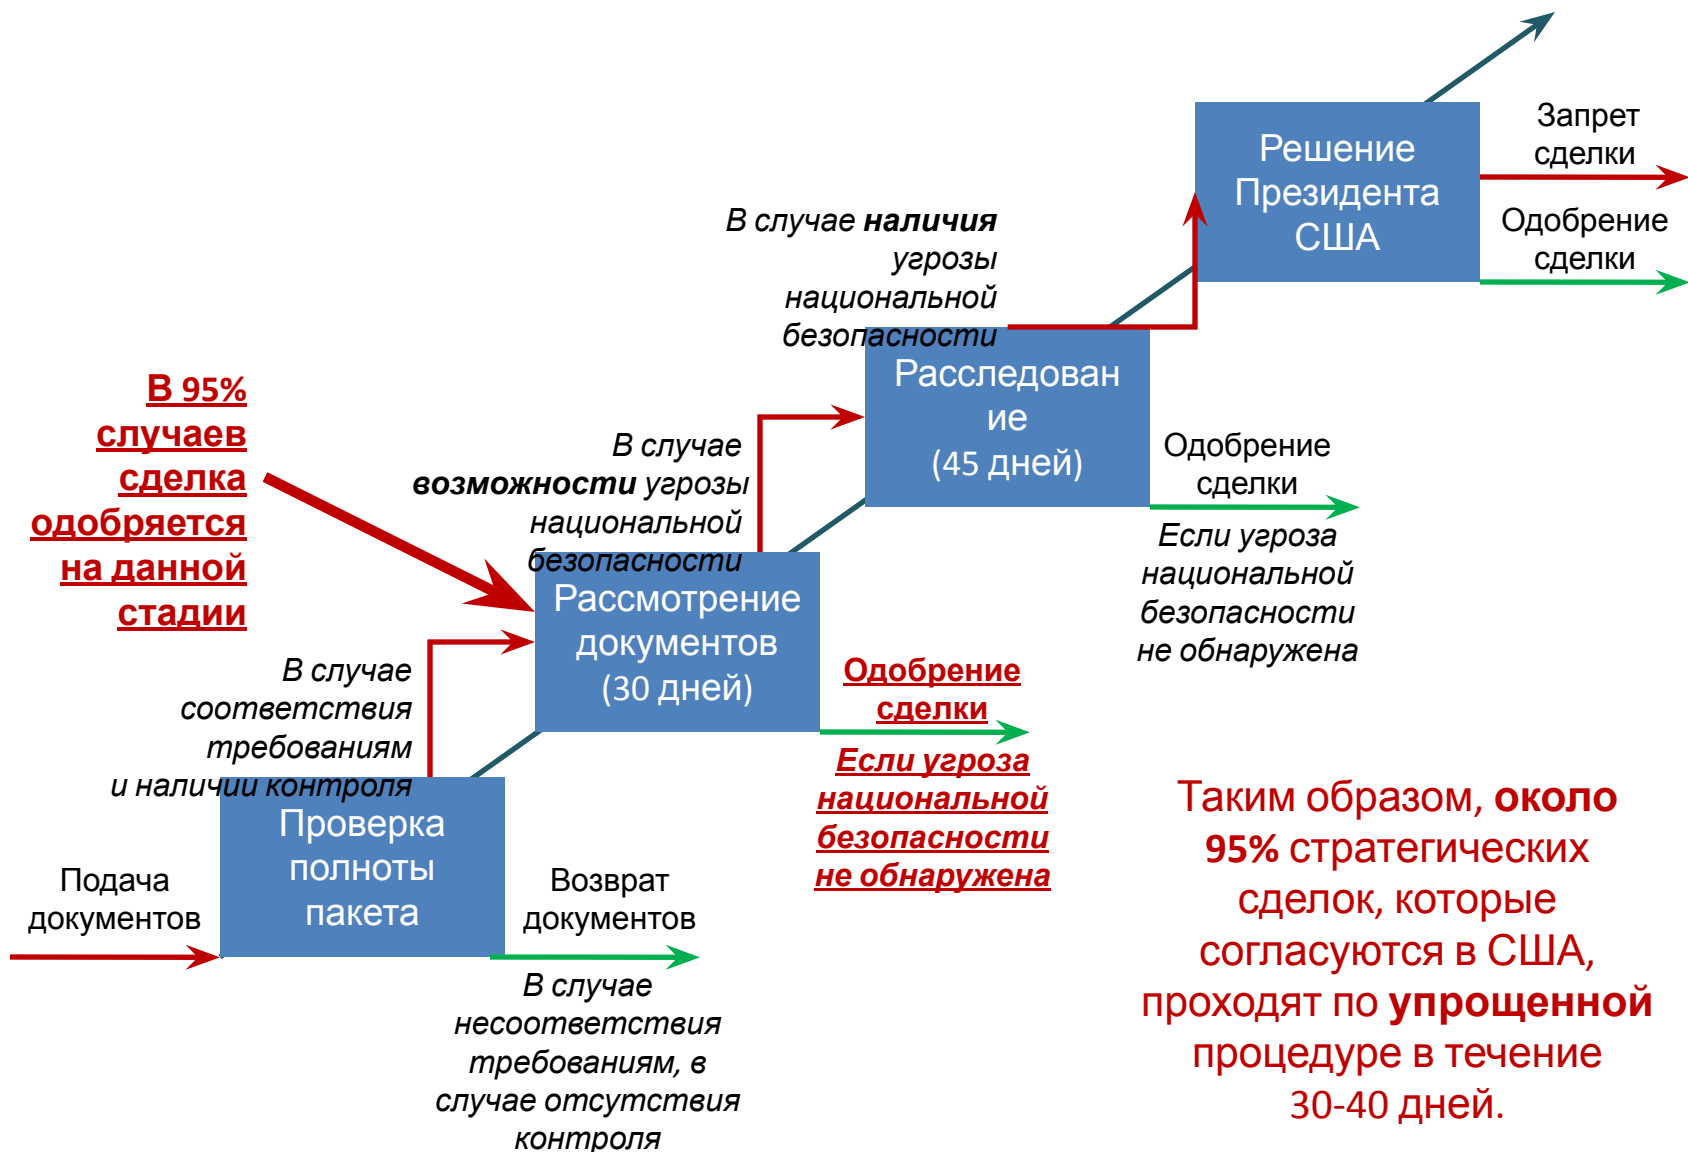 Запрет
сделки
Решение
Президента
США
Одобрение
сделки
В случае наличия
угрозы
национальной
безопасности
Расследован
ие
(45 дней)
Одобрение
сделки
Если угроза
национальной
безопасности
не обнаружена
В 95%
случаев
сделка
одобряется
на данной
стадии
В случае
возможности угрозы
национальной
безопасности
Рассмотрение
документов
(30 дней)
Одобрение
сделки
Если угроза
национальной
безопасности
не обнаружена
В случае
соответствия
требованиям
и наличии контроля
Проверка
полноты
пакета
Подача
документов
Возврат
документов
В случае
несоответствия
требованиям, в
случае отсутствия
контроля
Таким образом, около
95% стратегических
сделок, которые
согласуются в США,
проходят по упрощенной
процедуре в течение
30-40 дней.